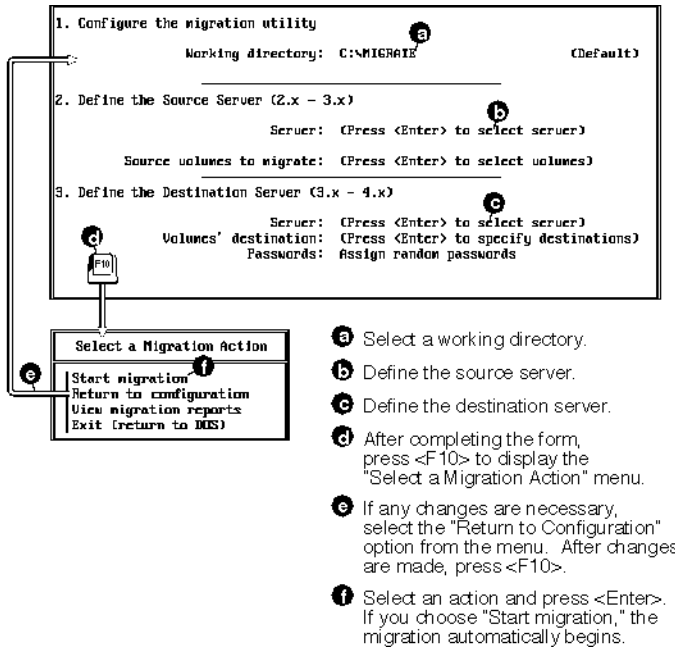 1. Configure the migration utility
a
Working directory: C:\MIGRATE (Default)
2. Define the Source Server (2.x - 3.x)
b
Server: (Press <Enter> to select server)
Source volumes to migrate: (Press <Enter> to select volumes)
3. Define the Destination Server (3.x - 4.x)
c
Server: (Press <Enter> to select server)
Volumes' destination: (Press <Enter> to specify destinations)
Passwords: Assign random passwords
d
F10
Select a Migration Action
f
e
Start migration
Return to configuration
View migration reports
Exit (return to DOS)
a Select a working directory.
b Define the source server.
c Define the destination server.
d After completing the form,
press <F10> to display the
"Select a Migration Action" menu.
e If any changes are necessary,
select the "Return to Configuration"
option from the menu. After changes
are made, press <F10>.
f Select an action and press <Enter>.
If you choose "Start migration," the
migration automatically begins.